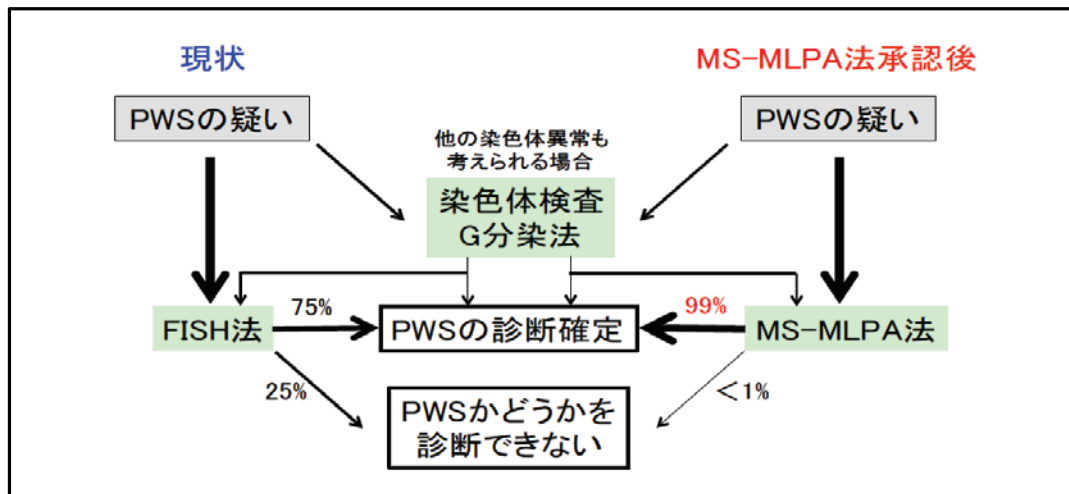 現状
MS-MLPA法承認後
PWSの疑い
PWSの疑い
他の染色体異常も
考えられる場合
染色体検査
G分染法
75%
99%
FISH法
PWSの診断確定
MS-MLPA法
25%
<1%
PWSかどうかを
診断できない